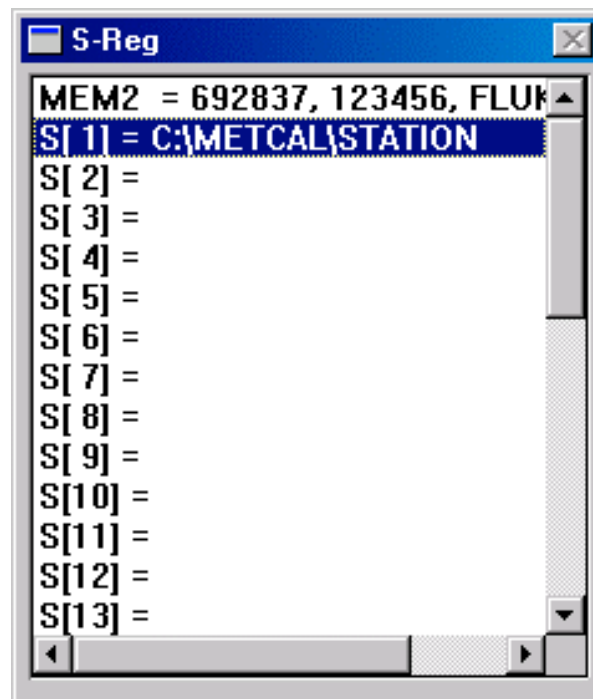 S-Reg
MEM2 = 692837, 123456, FLUK
S[ 1] = C:\METCAL\STATION
S[ 2] =
S[ 3] =
S[ 4] =
S[ 5] =
S[ 6] =
S[ 7] =
S[ 8] =
S[ 9] =
S[10] =
S[11] =
S[12] =
S[13] =